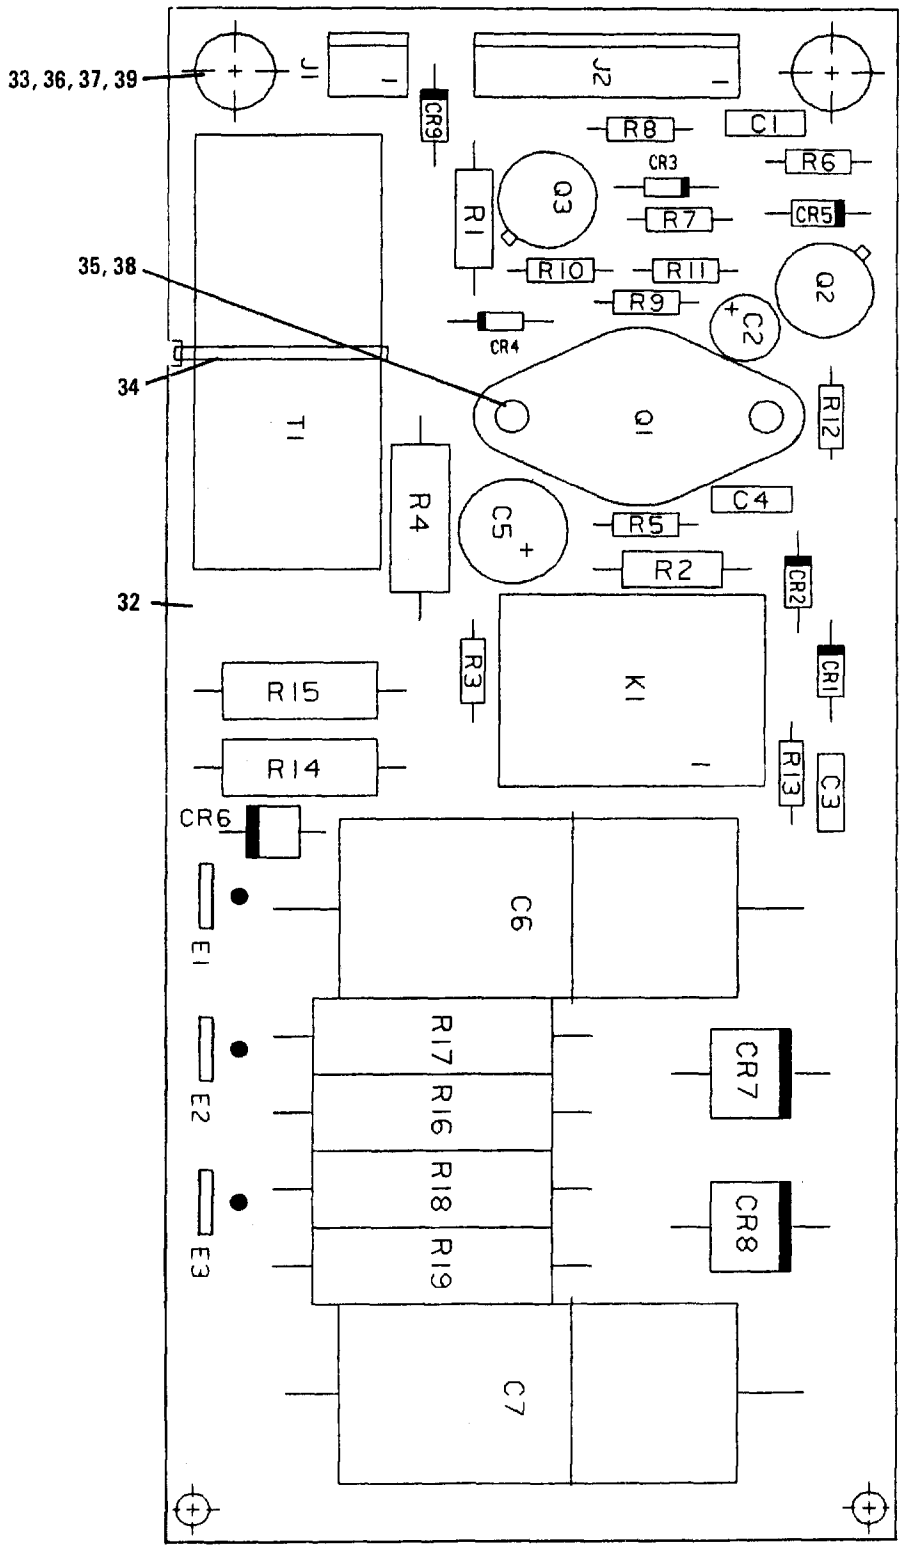 33, 36, 37, 39
J1
J2
CR9
R8
C1
CR3
R6
Q3
R1
R7
CR5
35, 38
R10
R11
Q2
R9
+
C2
CR4
34
T1
Q1
R12
R4
C5
+
C4
R5
R2
CR2
32
R3
K1
CR1
R15
R14
R13
C3
CR6
C6
E1
R17
CR7
E2
R16
R18
CR8
E3
R19
C7